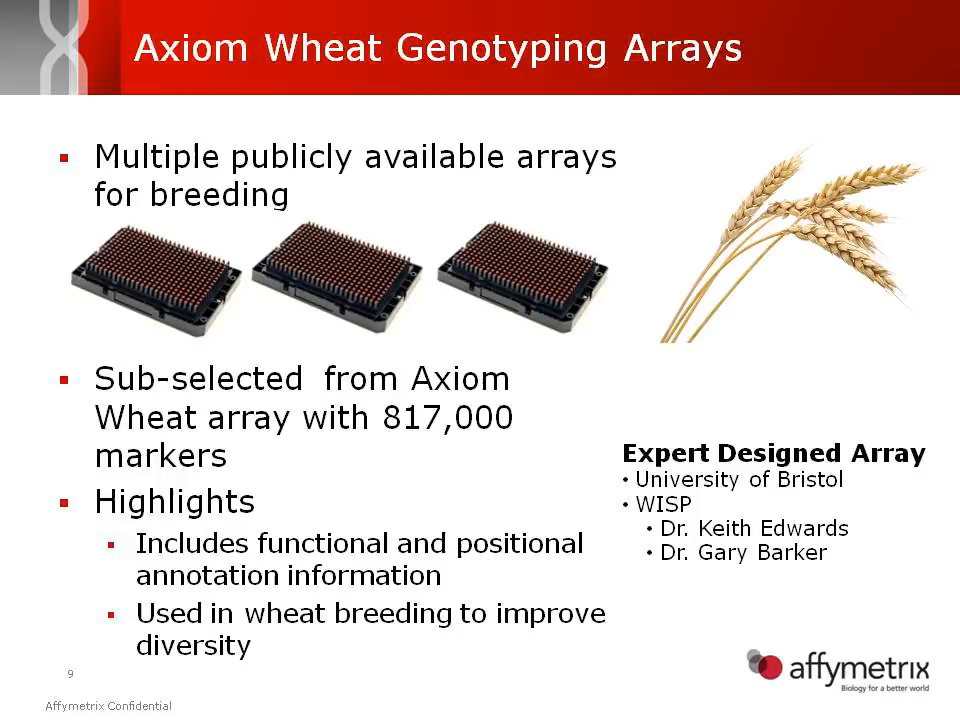 Axiom Wheat Genotyping Arrays
Multiple publicly available arrays
for breeding
Sub-selected from Axiom
Wheat array with 817,000
markers
Highlights
Includes functional and positional
annotation information
Used in wheat breeding to improve
diversity
Expert Designed Array
University of Bristol
WISP
Dr. Keith Edwards
Dr. Gary Barker
9
affymetrix
Biology for a better world
Affymetrix Confidential